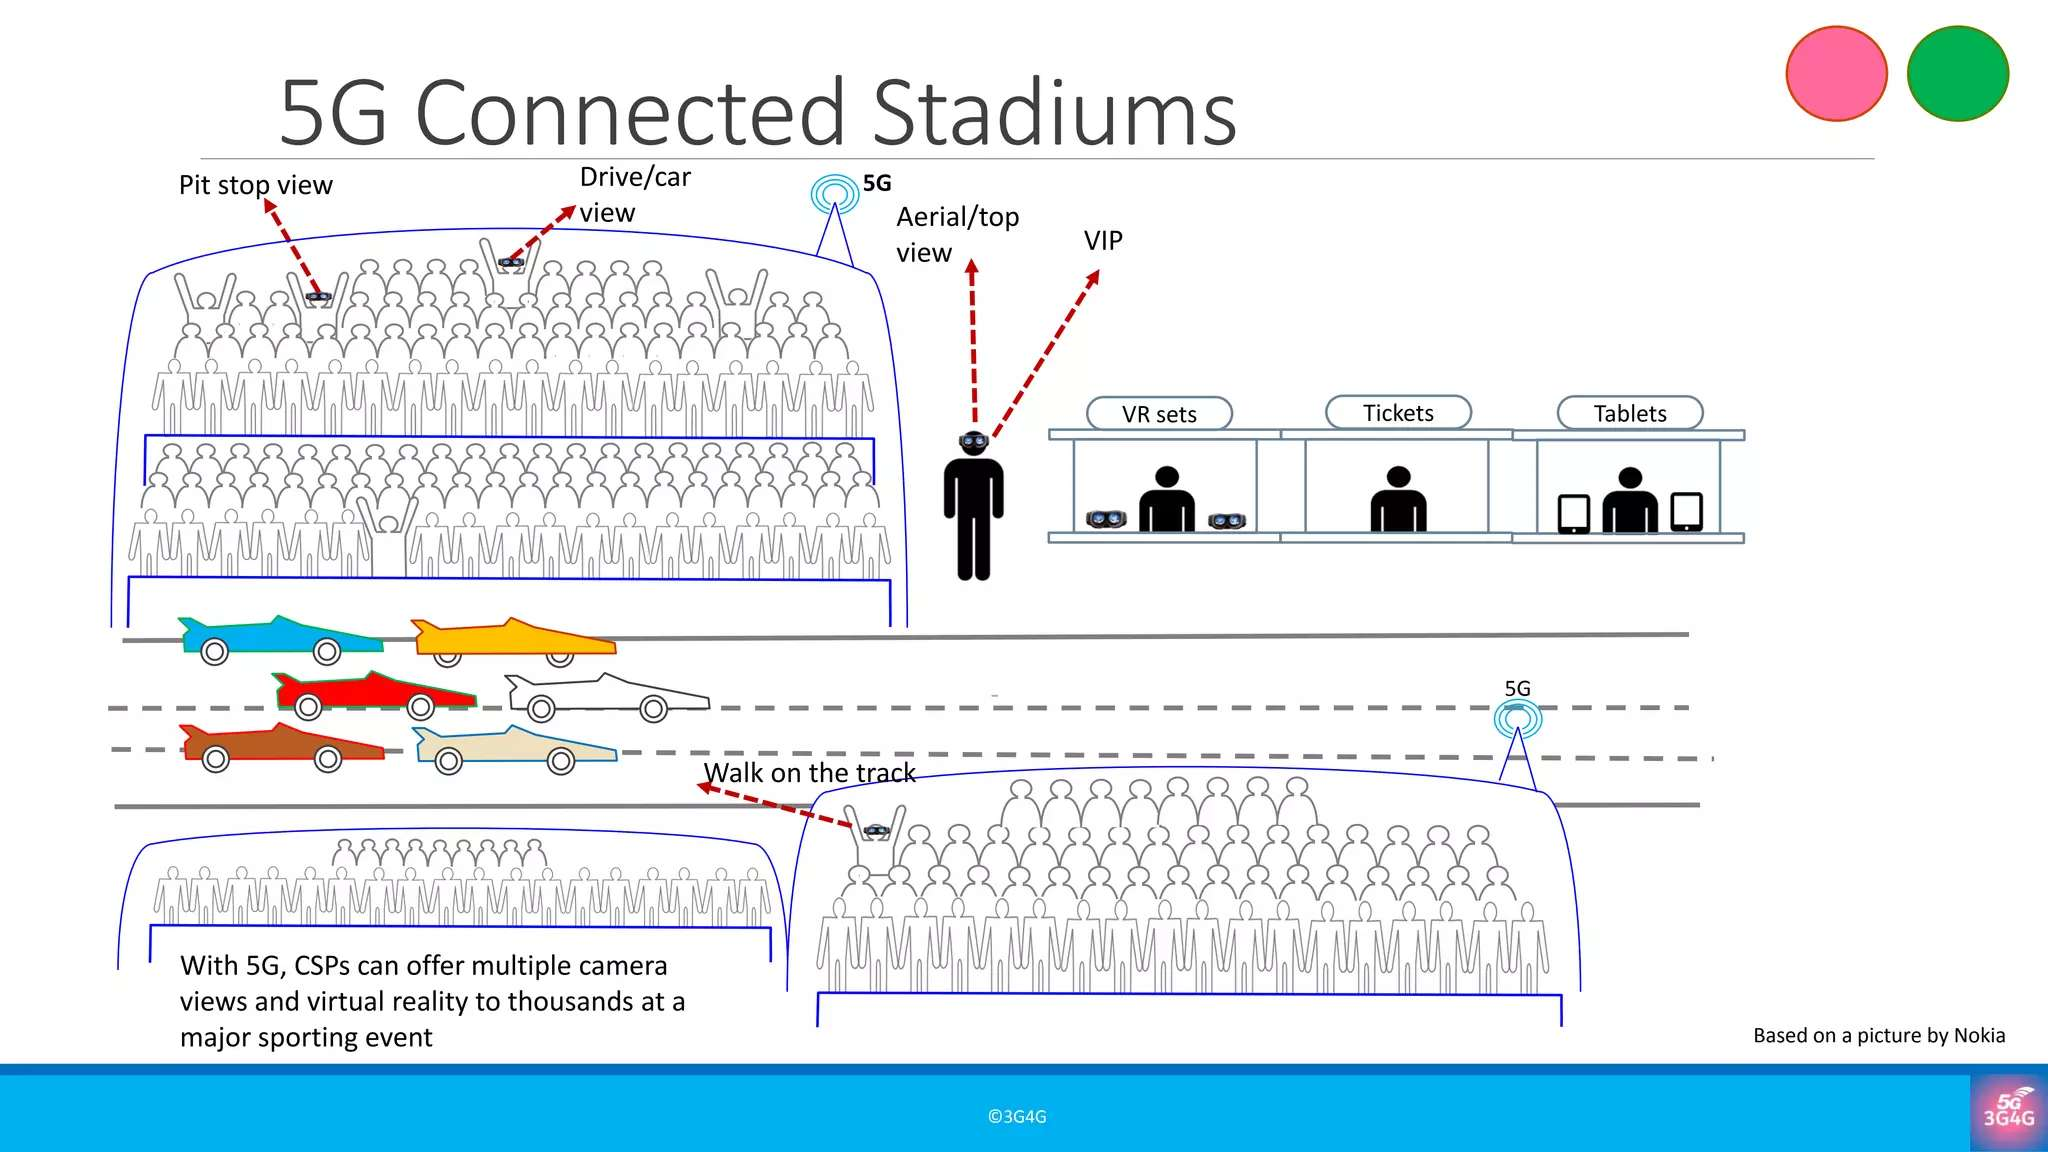 5G Connected Stadiums
Pit stop view
Drive/car
view
5G
Aerial/top
view
VIP
VR sets
Tickets
Tablets
5G
Walk on the track
With 5G, CSPs can offer multiple camera
views and virtual reality to thousands at a
major sporting event
Based on a picture by Nokia
©3G4G
5G
3G4G